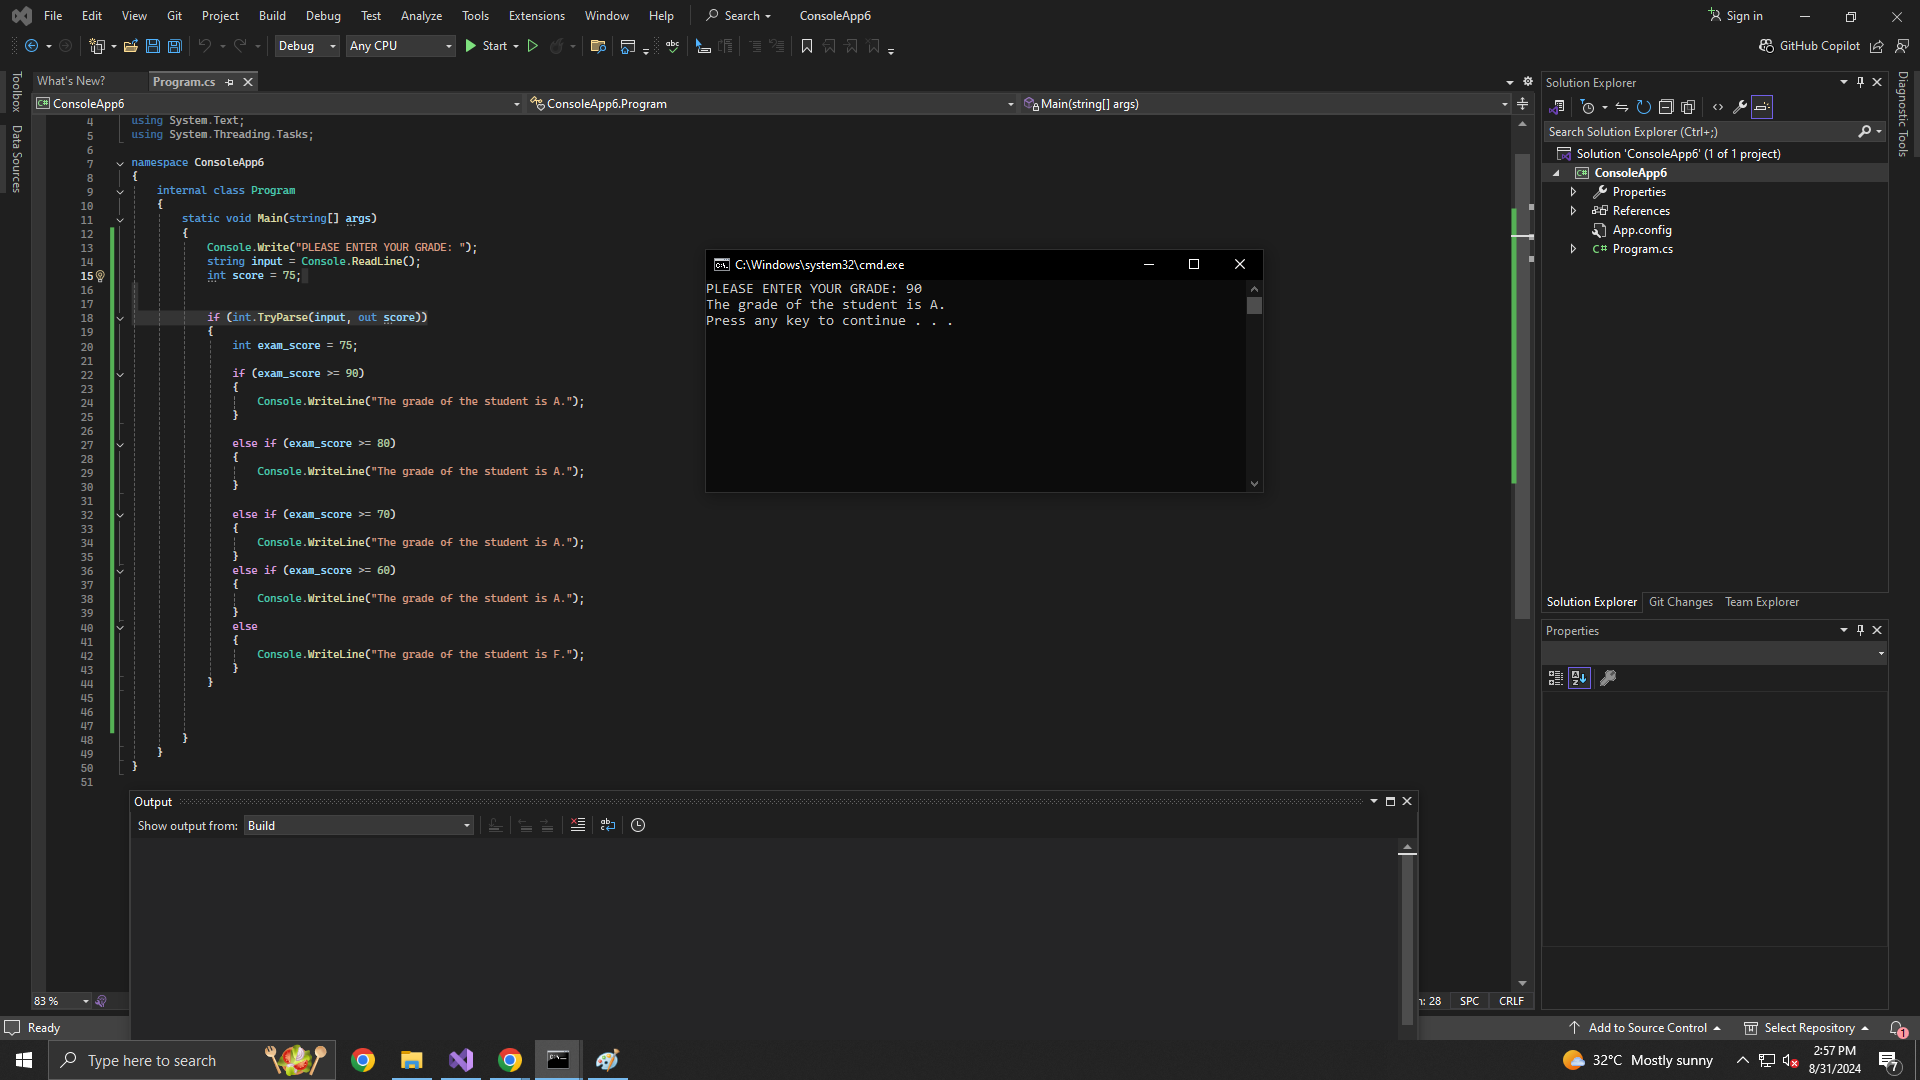 File Edit View Git Project Build Debug Test Analyze Tools Extensions Window Help Search ConsoleApp6 Sign in
Debug Any CPU Start GitHub Copilot
Toolbox
Data Sources
What's New? Program.cs
ConsoleApp6 ConsoleApp6.Program Main(string[] args)
4 using System.Text;
5 using System.Threading.Tasks;
6
7 namespace ConsoleApp6
8 {
9 internal class Program
10 {
11 static void Main(string[] args)
12 {
13 Console.Write("PLEASE ENTER YOUR GRADE: ");
14 string input = Console.ReadLine();
15 int score = 75;
16
17
18 if (int.TryParse(input, out score))
19 {
20 int exam_score = 75;
21
22 if (exam_score >= 90)
23 {
24 Console.WriteLine("The grade of the student is A.");
25 }
26
27 else if (exam_score >= 80)
28 {
29 Console.WriteLine("The grade of the student is A.");
30 }
31
32 else if (exam_score >= 70)
33 {
34 Console.WriteLine("The grade of the student is A.");
35 }
36 else if (exam_score >= 60)
37 {
38 Console.WriteLine("The grade of the student is A.");
39 }
40 else
41 {
42 Console.WriteLine("The grade of the student is F.");
43 }
44 }
45
46
47
48 }
49 }
50 }
51
C:\Windows\system32\cmd.exe
PLEASE ENTER YOUR GRADE: 90
The grade of the student is A.
Press any key to continue . . .
Solution Explorer
Search Solution Explorer (Ctrl+;)
Solution 'ConsoleApp6' (1 of 1 project)
C# ConsoleApp6
Properties
References
App.config
C# Program.cs
Solution Explorer Git Changes Team Explorer
Properties
Diagnostic Tools
Output
Show output from: Build
83 % n: 28 SPC CRLF
Ready Add to Source Control Select Repository 1
Type here to search 32°C Mostly sunny 2:57 PM
8/31/2024 7